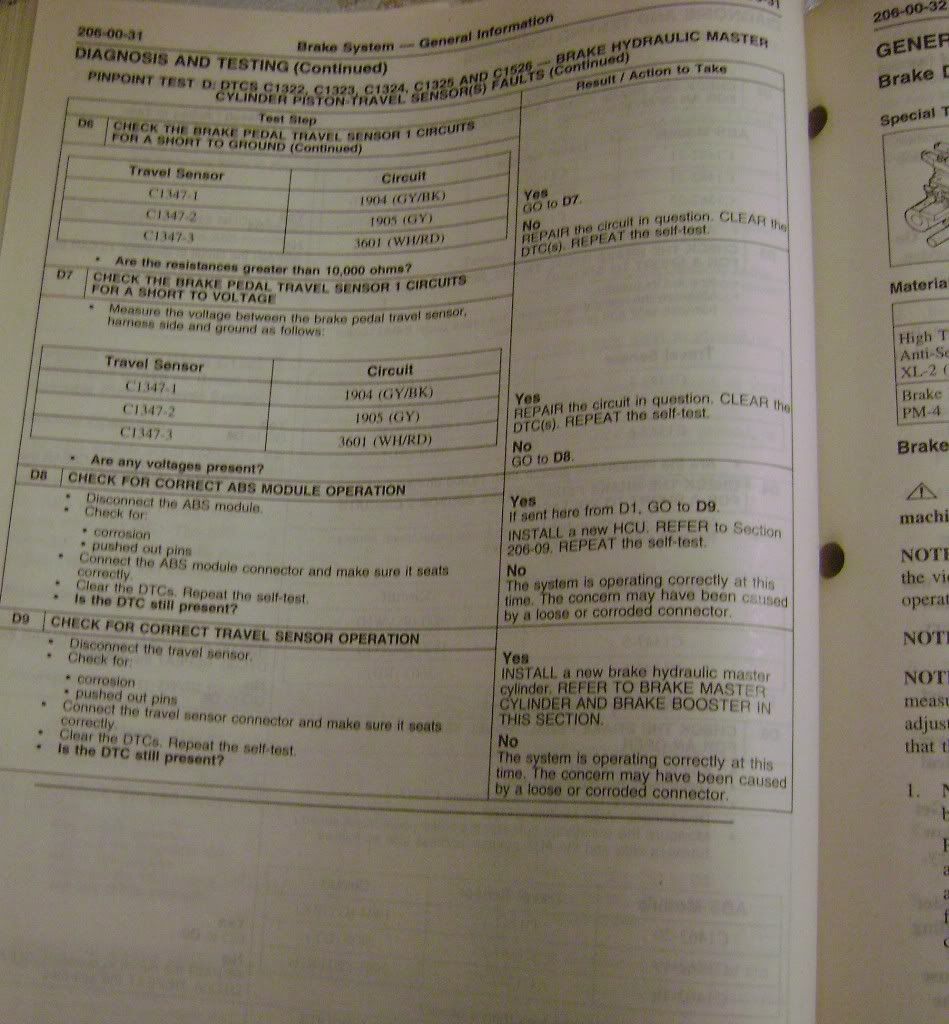 206-00-31
Brake System — General Information
-31
DIAGNOSIS AND TESTING (Continued)
PINPOINT TEST D: DTCS C1322, C1323, C1324, C1325 AND C1526 — BRAKE HYDRAULIC MASTER
CYLINDER PISTON-TRAVEL SENSOR(S) FAULTS (Continued)
Test Step
Result / Action to Take
D6 CHECK THE BRAKE PEDAL TRAVEL SENSOR 1 CIRCUITS
FOR A SHORT TO GROUND (Continued)
Travel Sensor Circuit
C1347-1 1904 (GY/BK)
C1347-2 1905 (GY)
C1347-3 3601 (WH/RD)
• Are the resistances greater than 10,000 ohms?
Yes
GO to D7.
No
REPAIR the circuit in question. CLEAR the
DTC(s). REPEAT the self-test.
D7 CHECK THE BRAKE PEDAL TRAVEL SENSOR 1 CIRCUITS
FOR A SHORT TO VOLTAGE
• Measure the voltage between the brake pedal travel sensor,
harness side and ground as follows:
Travel Sensor Circuit
C1347-1 1904 (GY/BK)
C1347-2 1905 (GY)
C1347-3 3601 (WH/RD)
• Are any voltages present?
Yes
REPAIR the circuit in question. CLEAR the
DTC(s). REPEAT the self-test.
No
GO to D8.
D8 CHECK FOR CORRECT ABS MODULE OPERATION
• Disconnect the ABS module.
• Check for:
• corrosion
• pushed out pins
• Connect the ABS module connector and make sure it seats
correctly.
• Clear the DTCs. Repeat the self-test.
• Is the DTC still present?
Yes
If sent here from D1, GO to D9.
INSTALL a new HCU. REFER to Section
206-09. REPEAT the self-test.
No
The system is operating correctly at this
time. The concern may have been caused
by a loose or corroded connector.
D9 CHECK FOR CORRECT TRAVEL SENSOR OPERATION
• Disconnect the travel sensor.
• Check for:
• corrosion
• pushed out pins
• Connect the travel sensor connector and make sure it seats
correctly.
• Clear the DTCs. Repeat the self-test.
• Is the DTC still present?
Yes
INSTALL a new brake hydraulic master
cylinder. REFER TO BRAKE MASTER
CYLINDER AND BRAKE BOOSTER IN
THIS SECTION.
No
The system is operating correctly at this
time. The concern may have been caused
by a loose or corroded connector.
206-00-32
GENER
Brake D
Special T
Materia
High T
Anti-Se
XL-2 (
Brake
PM-4
Brake
machi
NOTE
the vi
operat
NOTE
NOTE
measu
adjust
that th
1. N